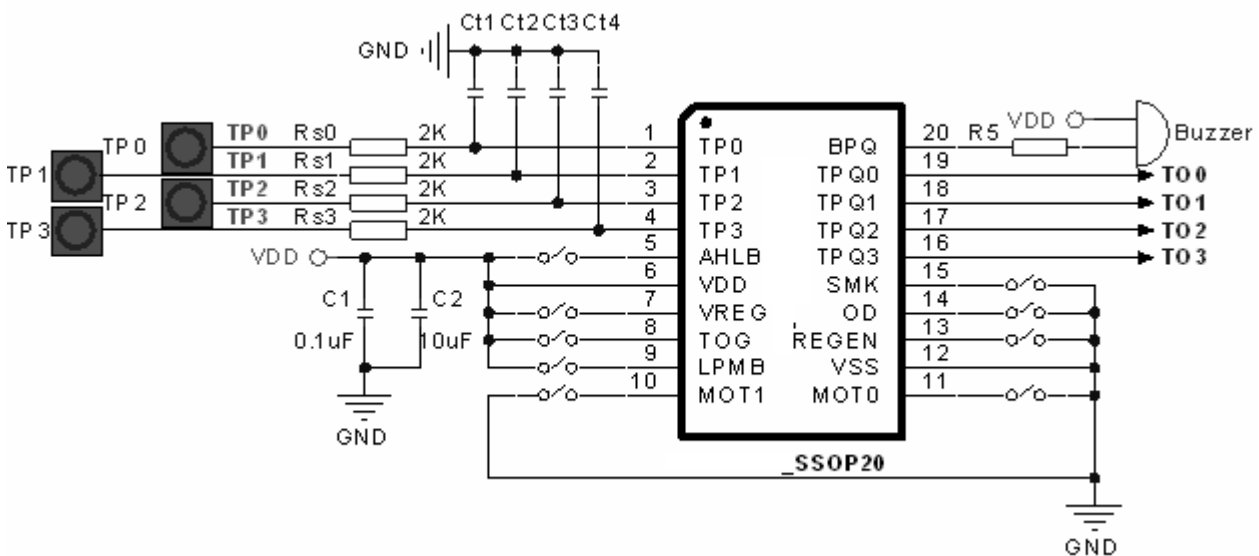 Ct1 Ct2 Ct3 Ct4
GND
TP0 TP0 Rs0 2K 1 TP0 BPQ 20 R5 VDD Buzzer
TP1 TP1 Rs1 2K 2 TP1 TPQ0 19 TO0
TP2 TP2 Rs2 2K 3 TP2 TPQ1 18 TO1
TP3 TP3 Rs3 2K 4 TP3 TPQ2 17 TO2
VDD 5 AHLB TPQ3 16 TO3
6 VDD SMK 15
C1 C2 7 VREG OD 14
0.1uF 10uF 8 TOG REGEN 13
9 LPMB VSS 12
10 MOT1 MOT0 11
GND
_SSOP20
GND